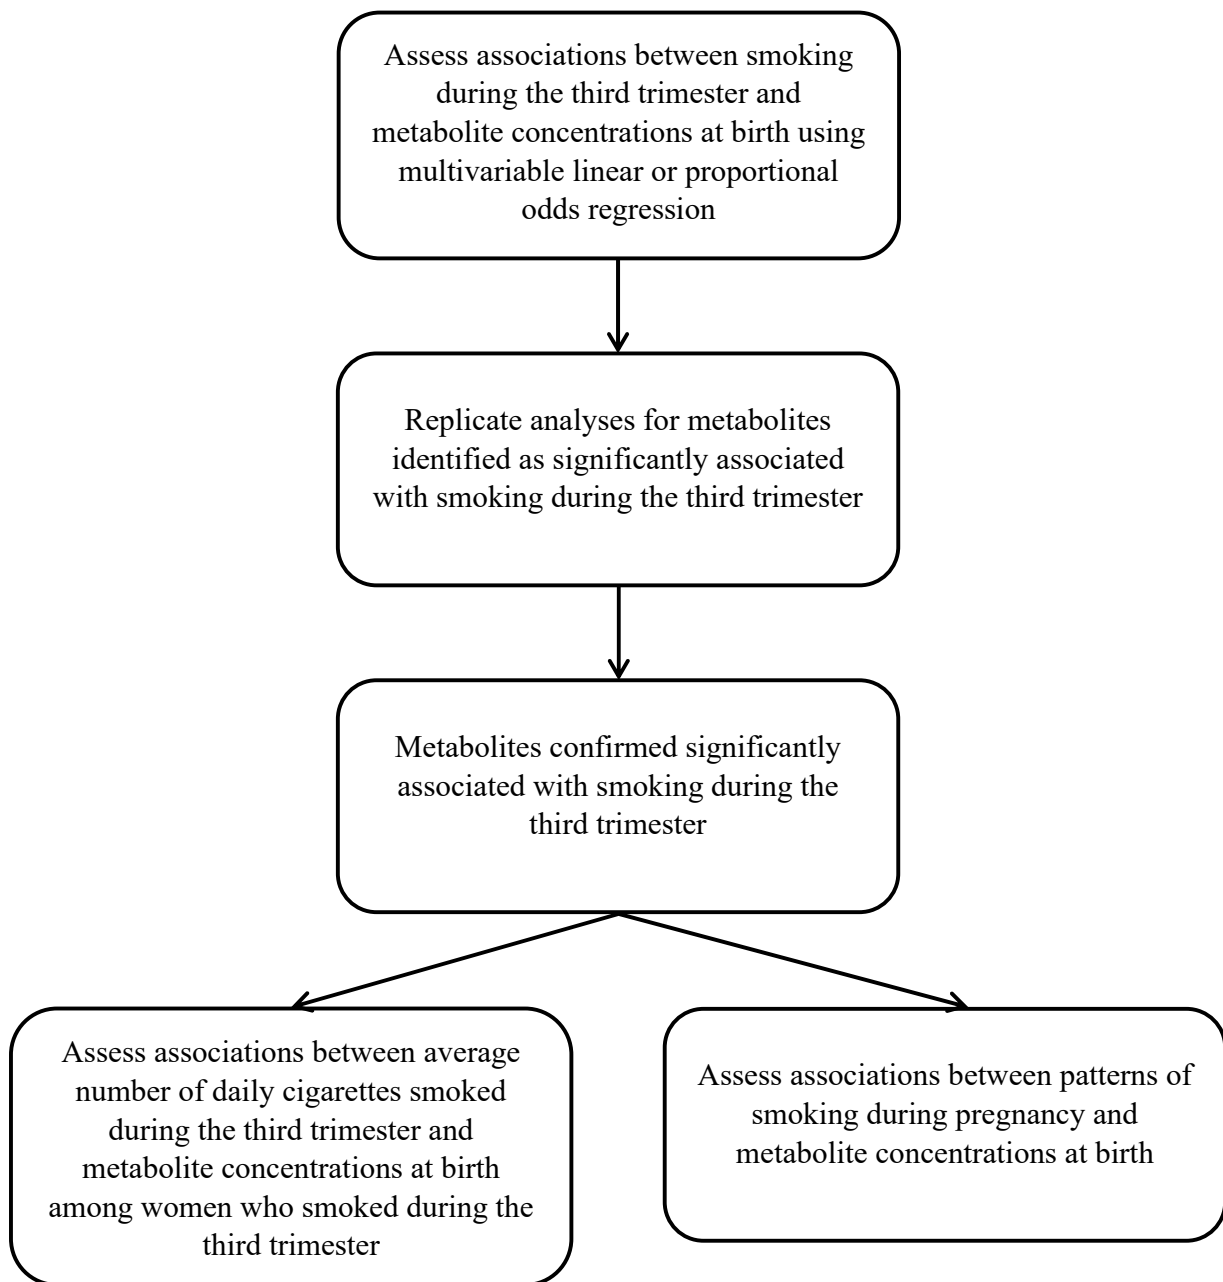 Assess associations between smoking
during the third trimester and
metabolite concentrations at birth using
multivariable linear or proportional
odds regression
Replicate analyses for metabolites
identified as significantly associated
with smoking during the third trimester
Metabolites confirmed significantly
associated with smoking during the
third trimester
Assess associations between average
number of daily cigarettes smoked
during the third trimester and
metabolite concentrations at birth
among women who smoked during the
third trimester
Assess associations between patterns of
smoking during pregnancy and
metabolite concentrations at birth